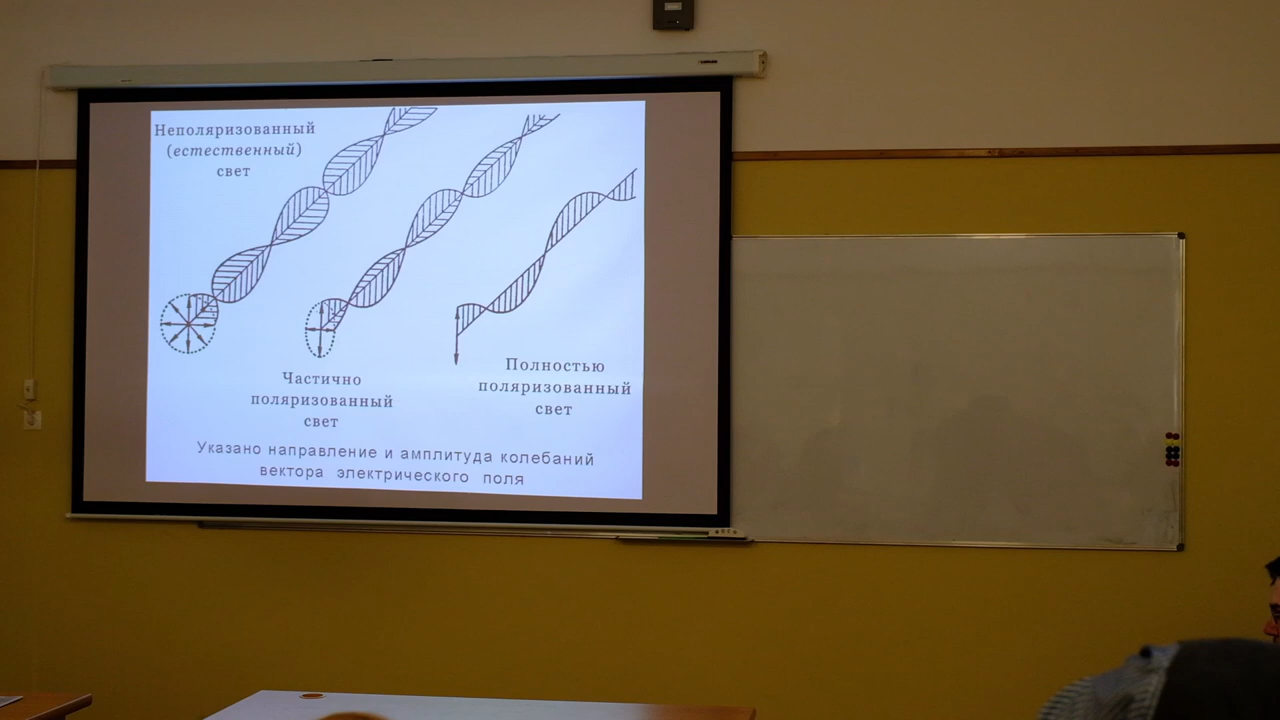 Неполяризованный
(естественный)
свет
Частично
поляризованный
свет
Полностью
поляризованный
свет
Указано направление и амплитуда колебаний
вектора электрического поля